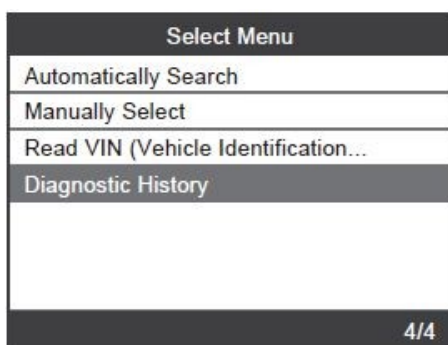 Select Menu
Automatically Search
Manually Select
Read VIN (Vehicle Identification...
Diagnostic History
4/4